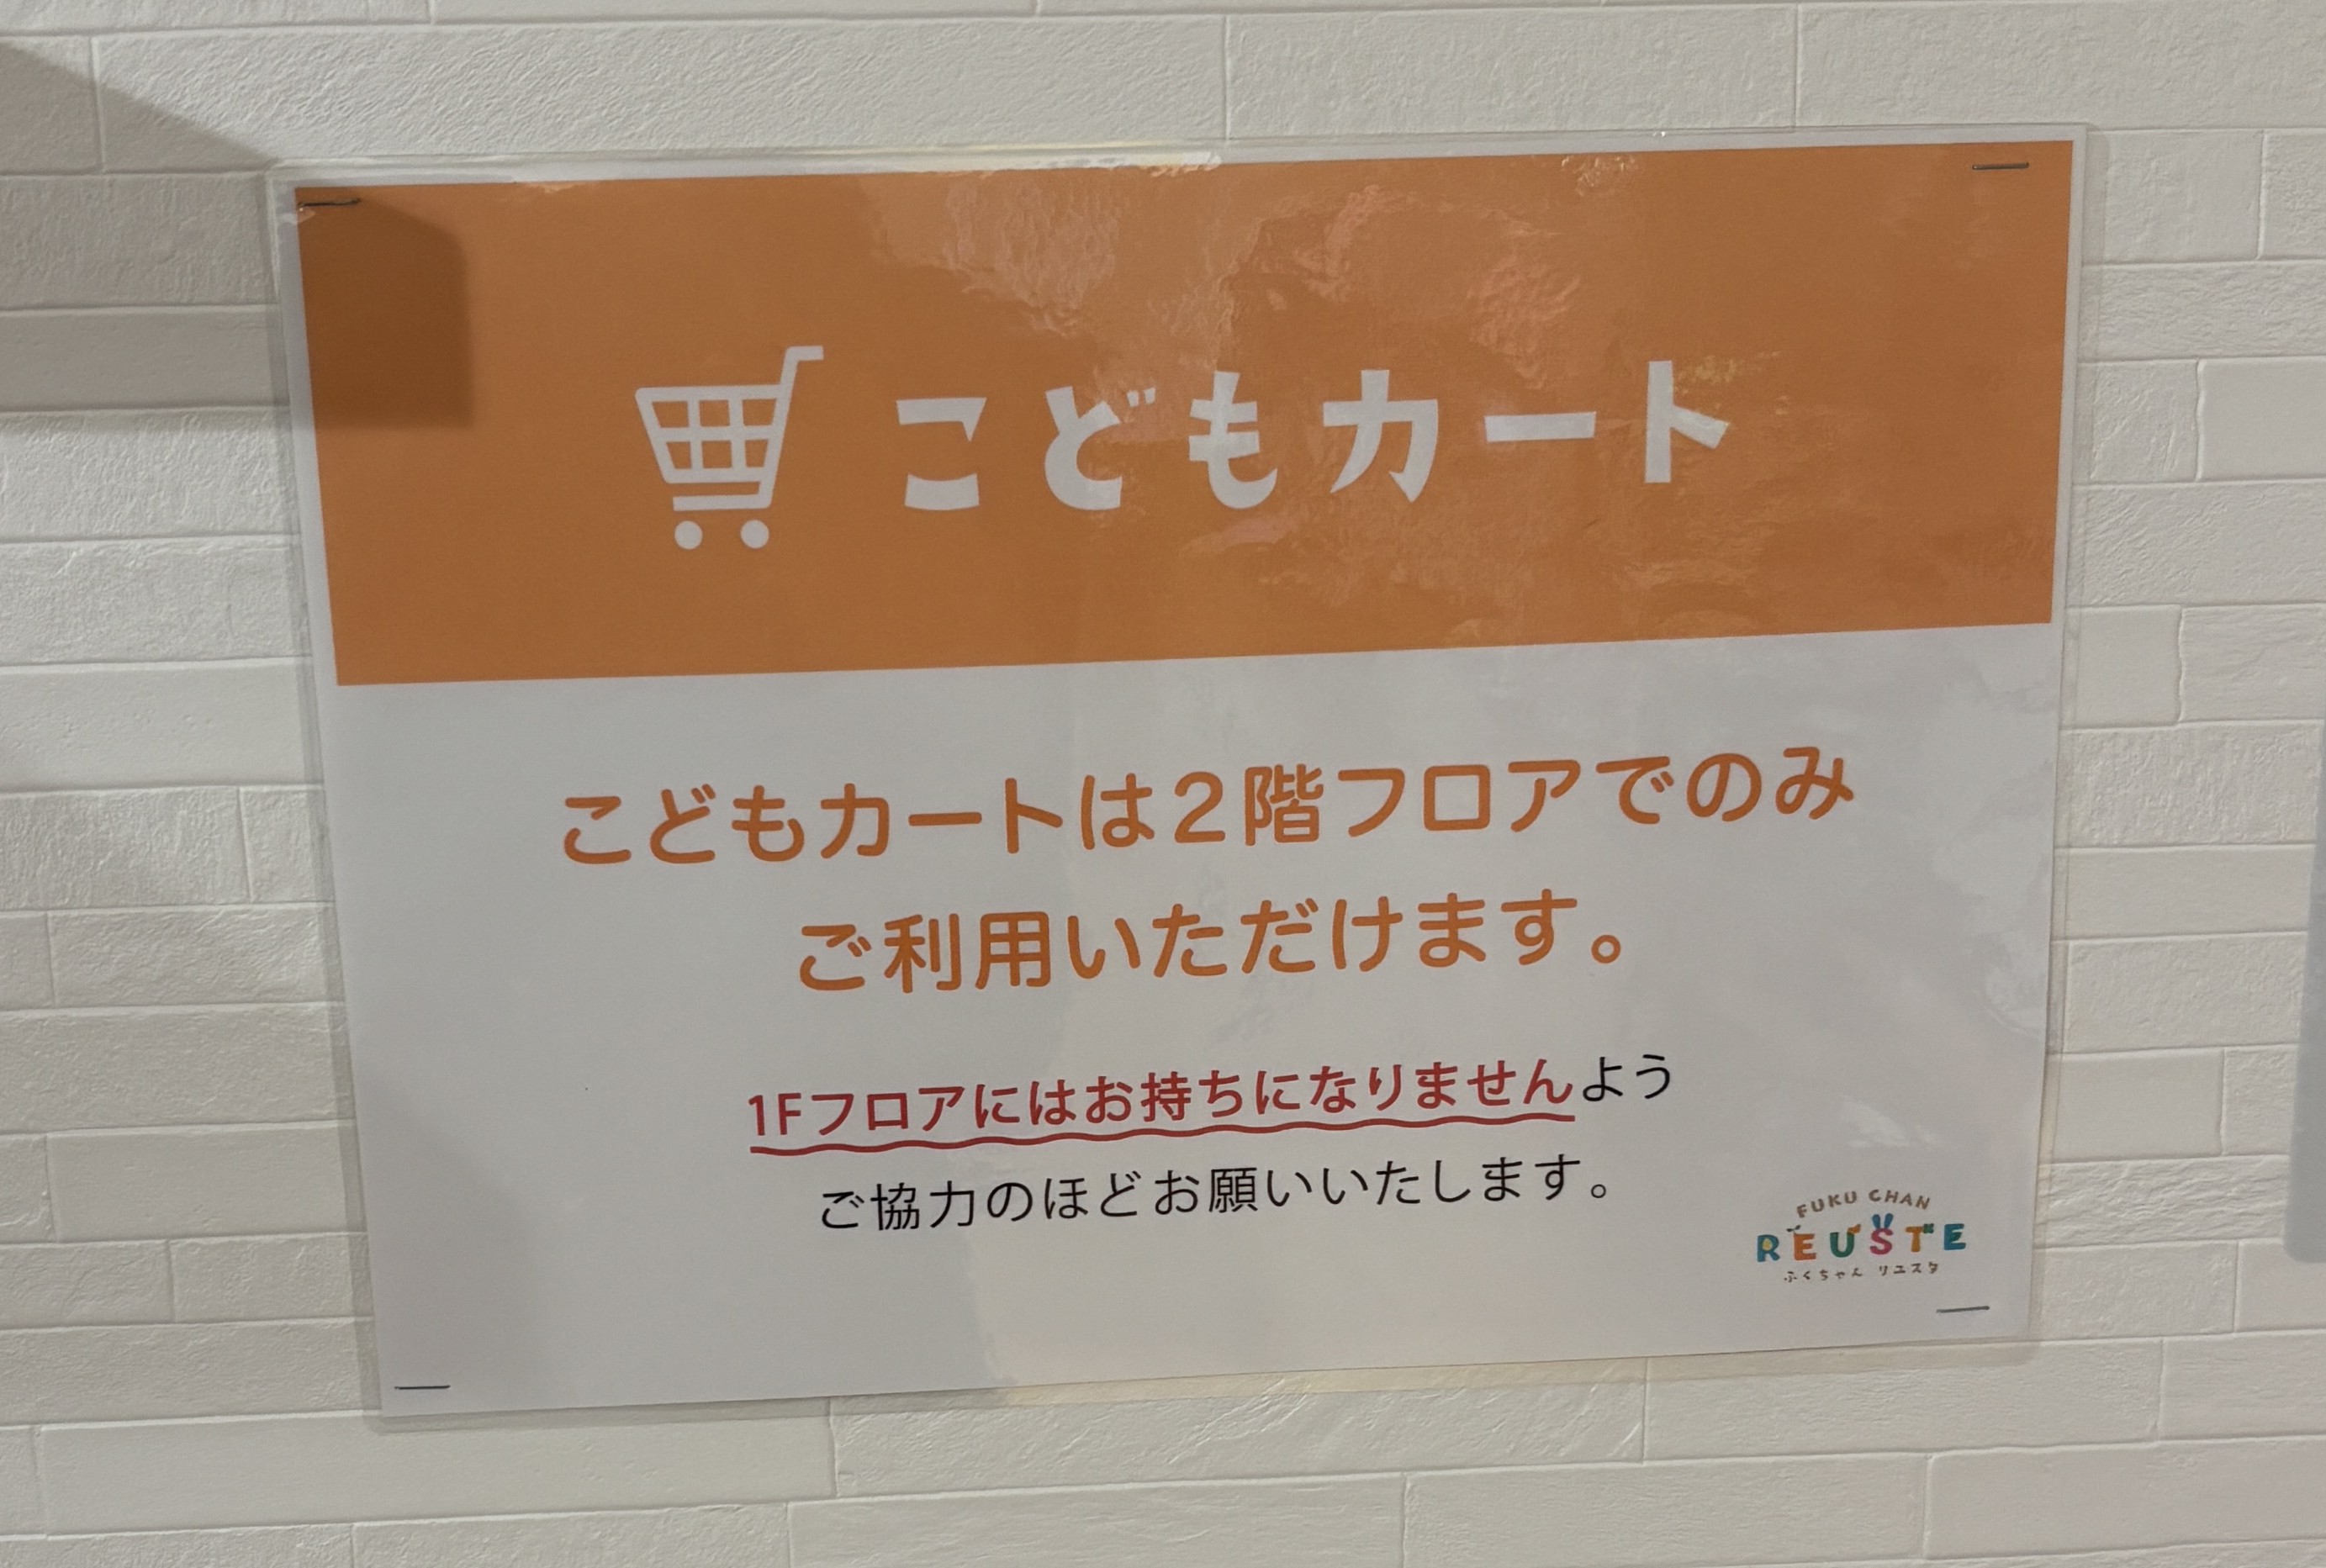 こどもカート
こどもカートは2階フロアでのみ
ご利用いただけます。
1Fフロアにはお持ちになりませんよう
ご協力のほどお願いいたします。
FUKU CHAN
REUSTE
ふくちゃん リユスタ